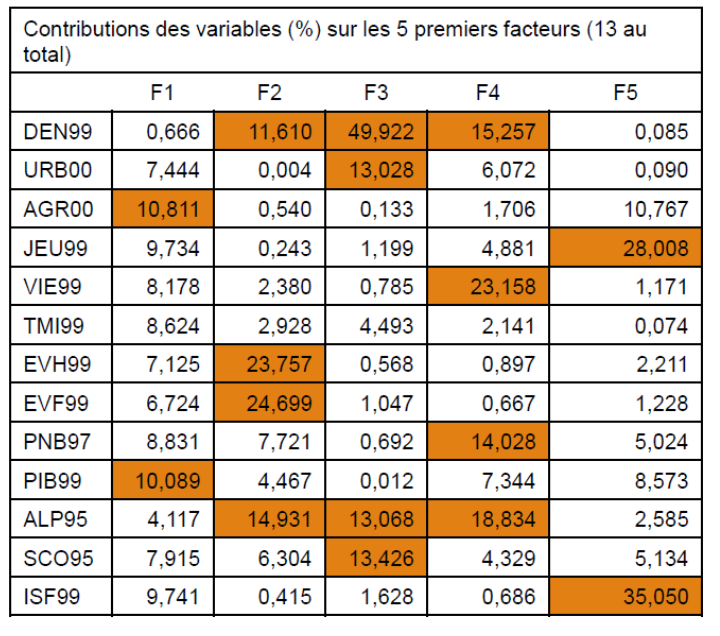 Contributions des variables (%) sur les 5 premiers facteurs (13 au
total)
F1 F2 F3 F4 F5
DEN99 0,666 11,610 49,922 15,257 0,085
URB00 7,444 0,004 13,028 6,072 0,090
AGR00 10,811 0,540 0,133 1,706 10,767
JEU99 9,734 0,243 1,199 4,881 28,008
VIE99 8,178 2,380 0,785 23,158 1,171
TMI99 8,624 2,928 4,493 2,141 0,074
EVH99 7,125 23,757 0,568 0,897 2,211
EVF99 6,724 24,699 1,047 0,667 1,228
PNB97 8,831 7,721 0,692 14,028 5,024
PIB99 10,089 4,467 0,012 7,344 8,573
ALP95 4,117 14,931 13,068 18,834 2,585
SCO95 7,915 6,304 13,426 4,329 5,134
ISF99 9,741 0,415 1,628 0,686 35,050